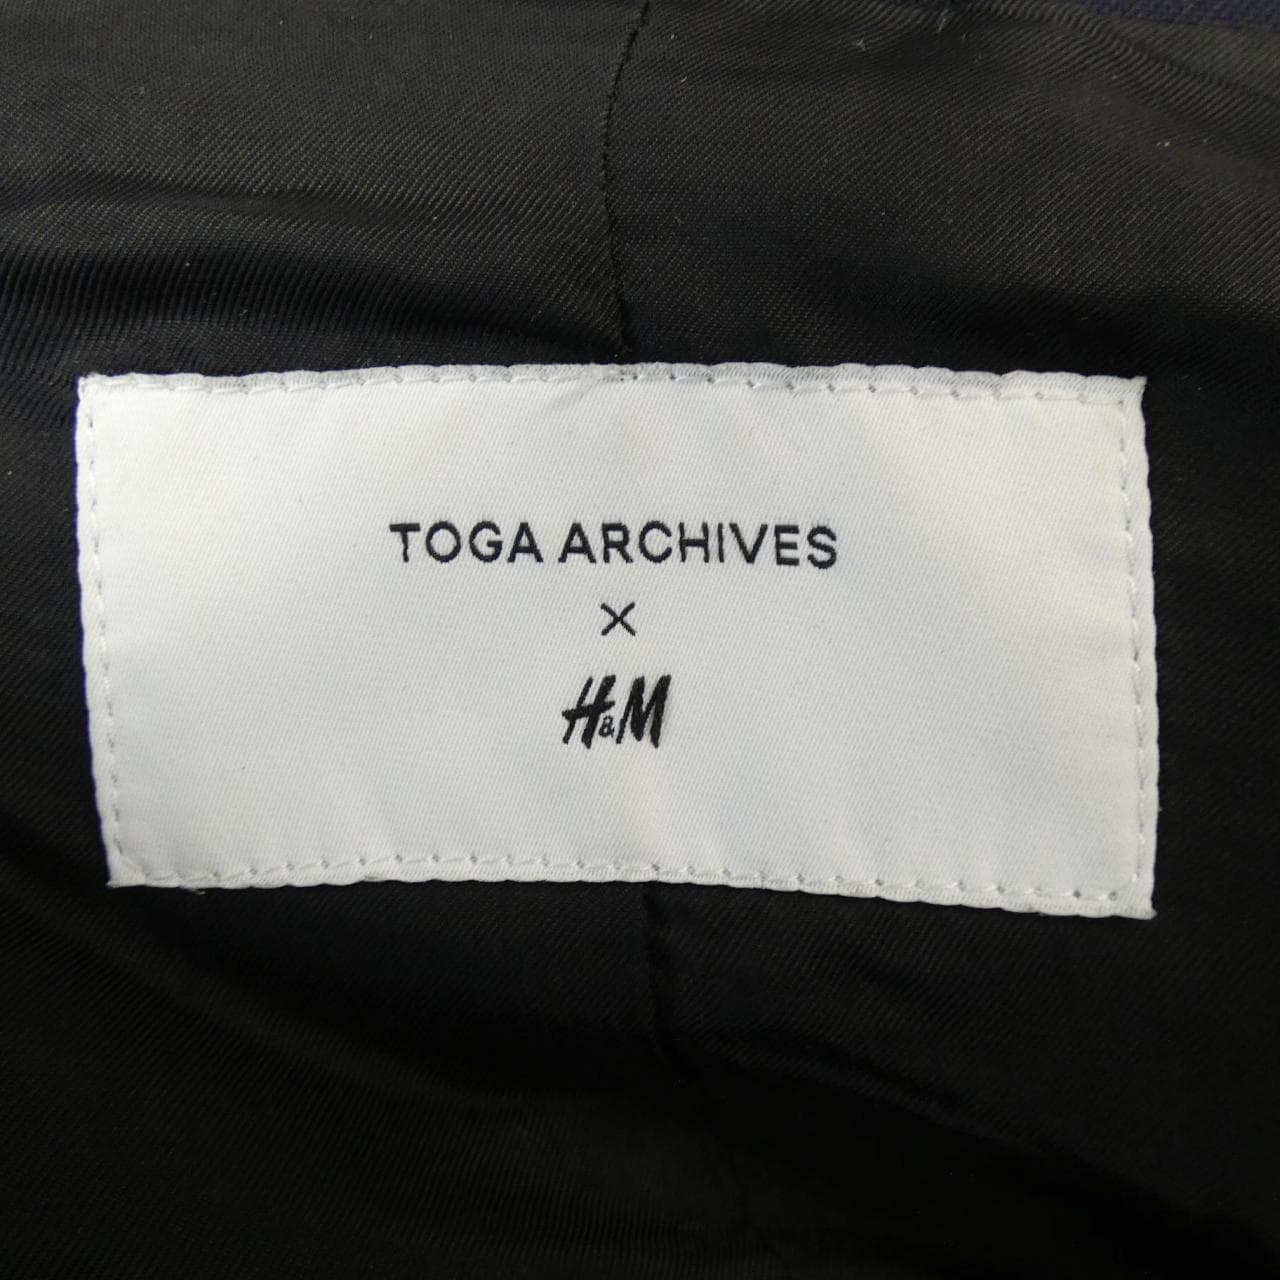 TOGA ARCHIVES
×
H&M